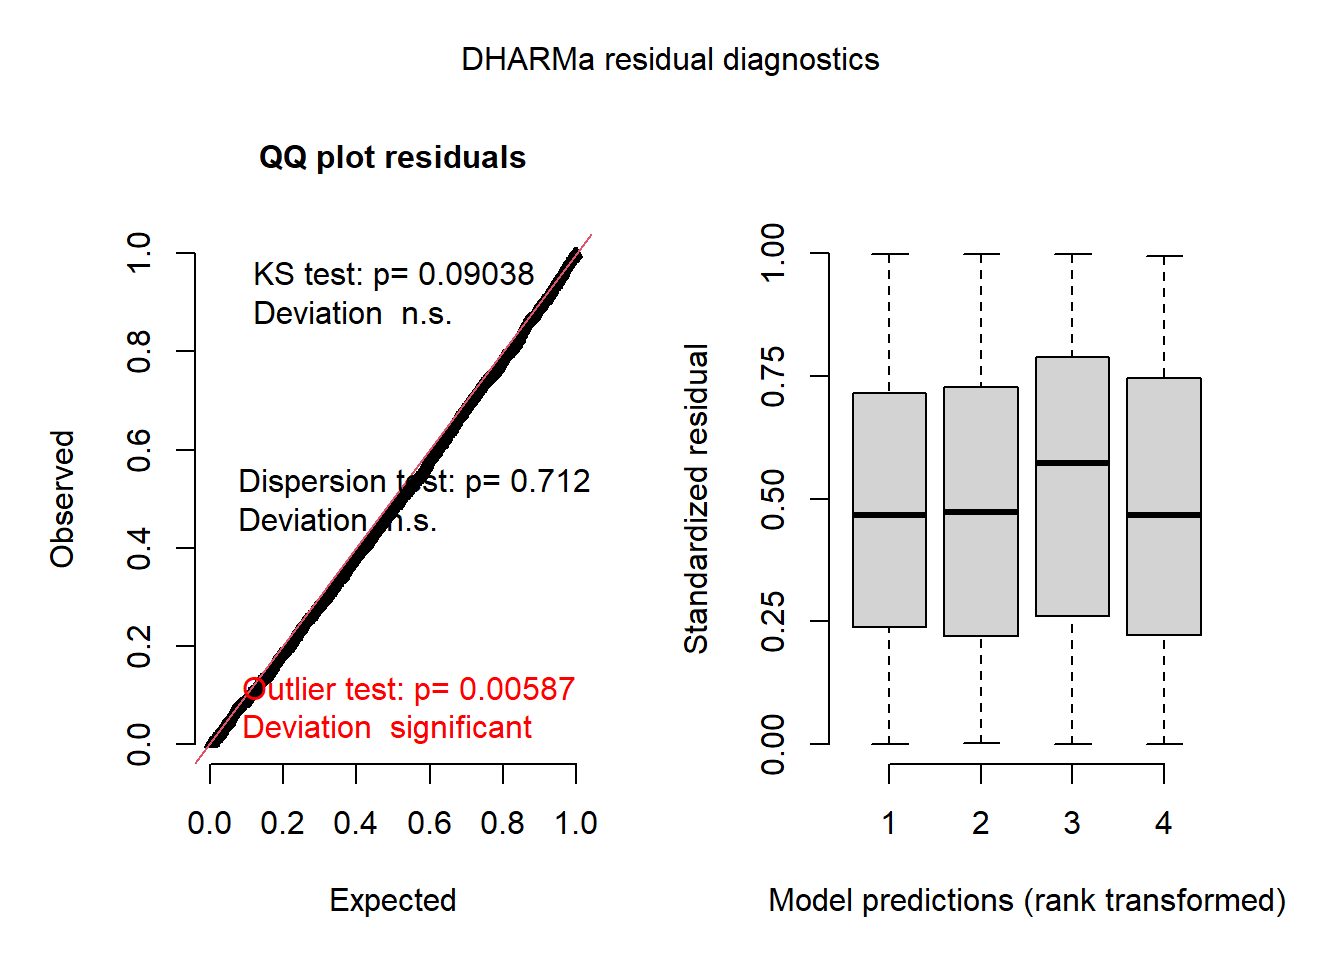 DHARMa residual diagnostics
QQ plot residuals
KS test: p= 0.09038
Deviation  n.s.
Dispersion test: p= 0.712
Deviation  n.s.
Outlier test: p= 0.00587
Deviation  significant
Observed
0.0 0.2 0.4 0.6 0.8 1.0
0.0 0.2 0.4 0.6 0.8 1.0
Expected
Standardized residual
0.00 0.25 0.50 0.75 1.00
1 2 3 4
Model predictions (rank transformed)